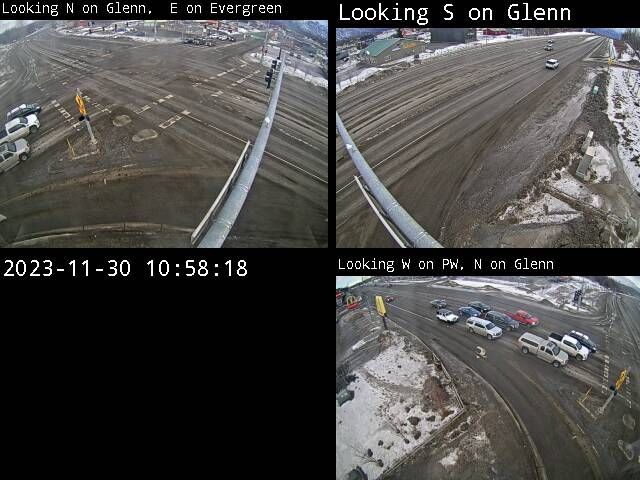 Looking N on Glenn,  E on Evergreen
Looking S on Glenn
2023-11-30 10:58:18
Looking W on PW, N on Glenn